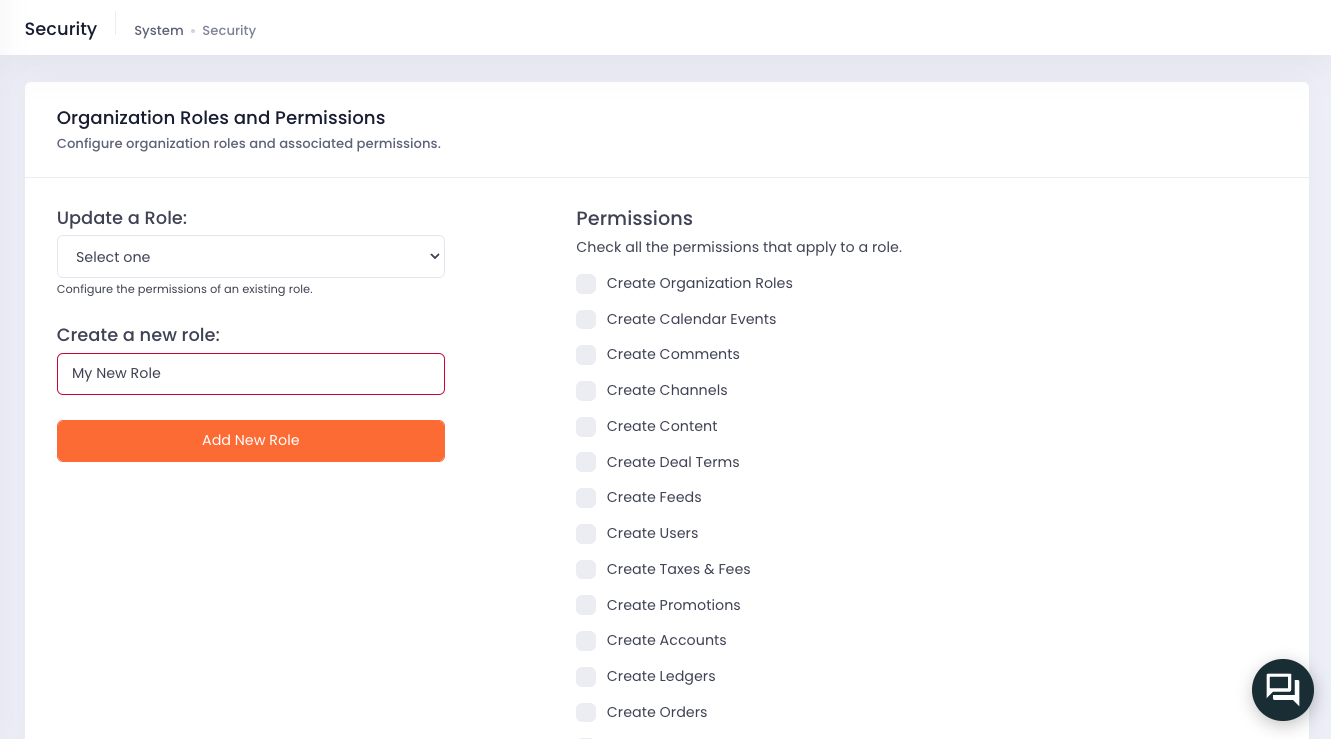 Security
System • Security
Organization Roles and Permissions
Configure organization roles and associated permissions.
Update a Role:
Select one
Configure the permissions of an existing role.
Create a new role:
My New Role
Add New Role
Permissions
Check all the permissions that apply to a role.
Create Organization Roles
Create Calendar Events
Create Comments
Create Channels
Create Content
Create Deal Terms
Create Feeds
Create Users
Create Taxes & Fees
Create Promotions
Create Accounts
Create Ledgers
Create Orders